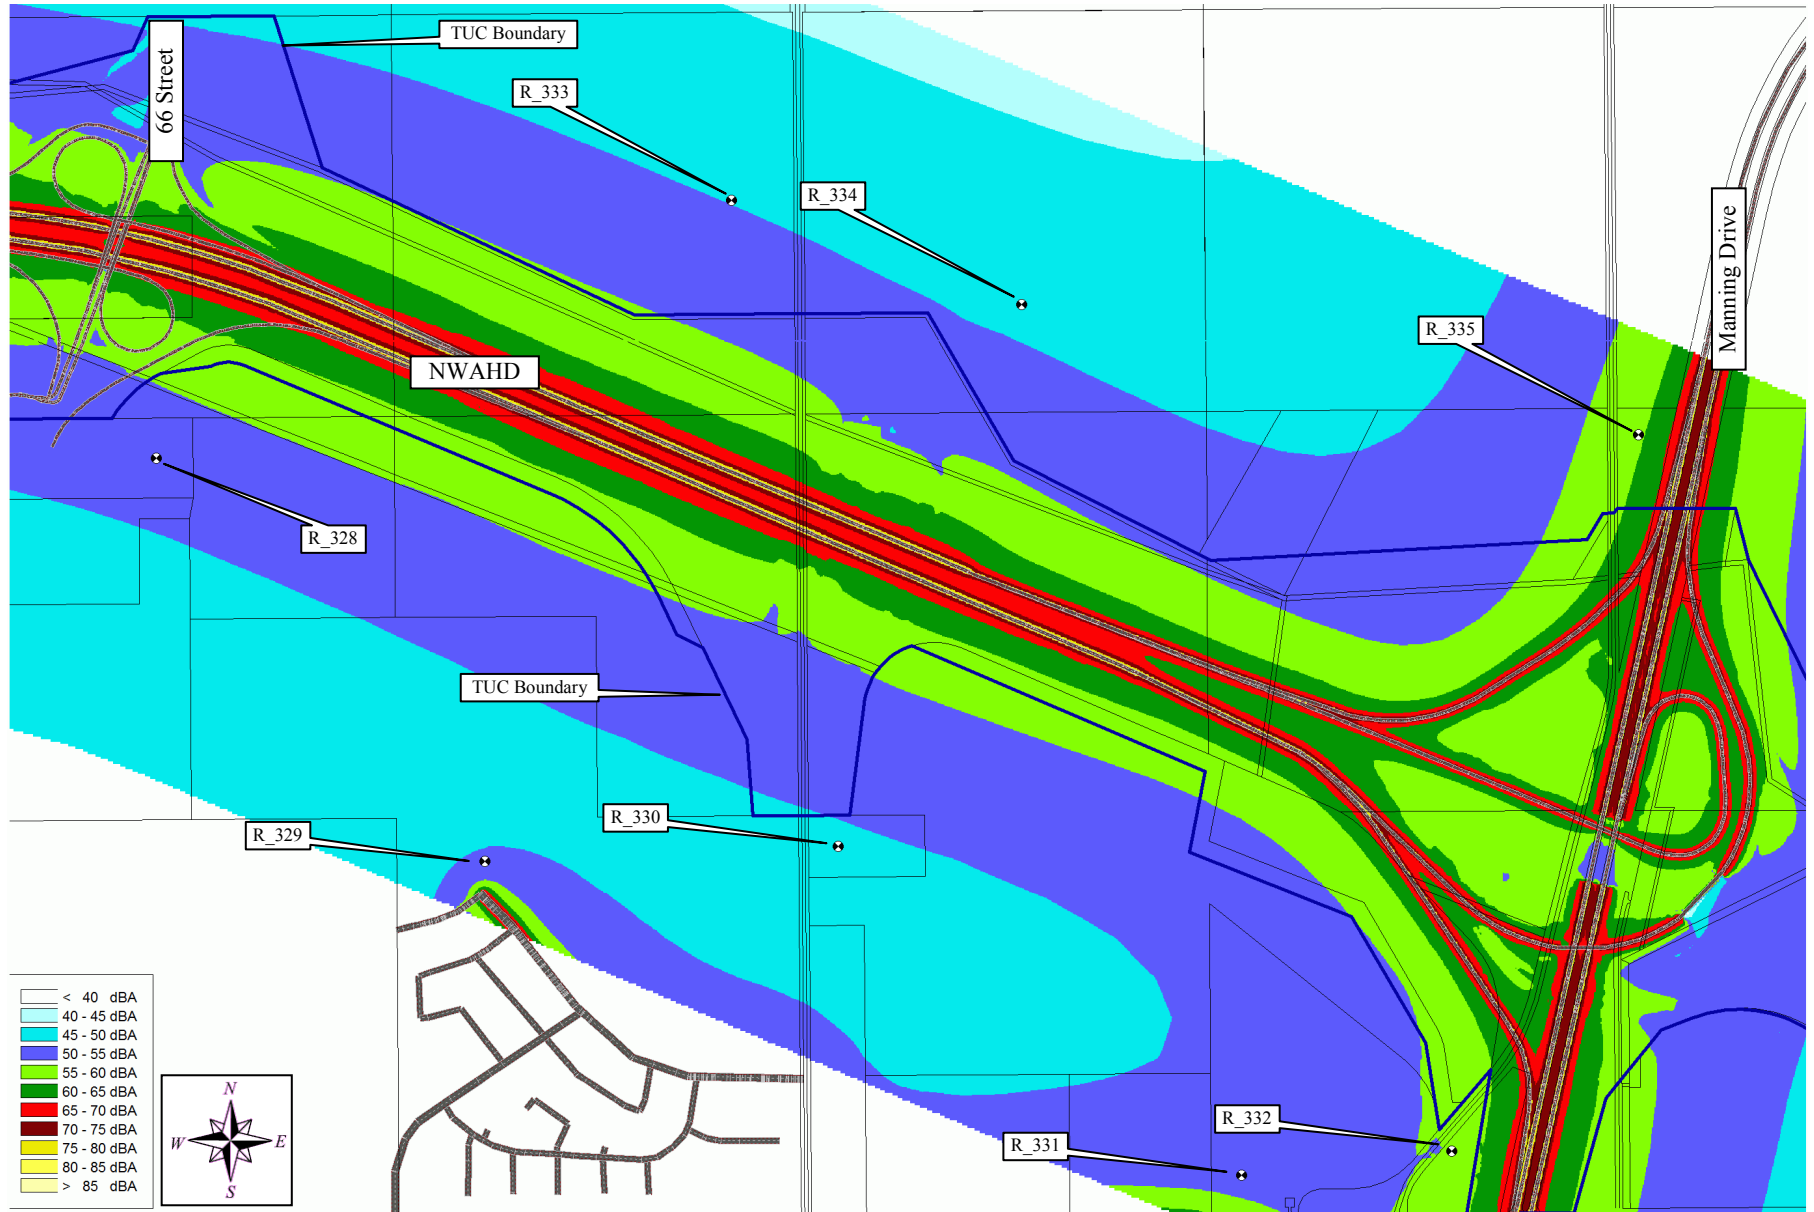 TUC Boundary
66 Street
R_333
R_334
Manning Drive
R_335
NWAHD
R_328
TUC Boundary
R_330
R_329
R_332
R_331
< 40 dBA
40 - 45 dBA
45 - 50 dBA
50 - 55 dBA
55 - 60 dBA
60 - 65 dBA
65 - 70 dBA
70 - 75 dBA
75 - 80 dBA
80 - 85 dBA
> 85 dBA
N
W E
S